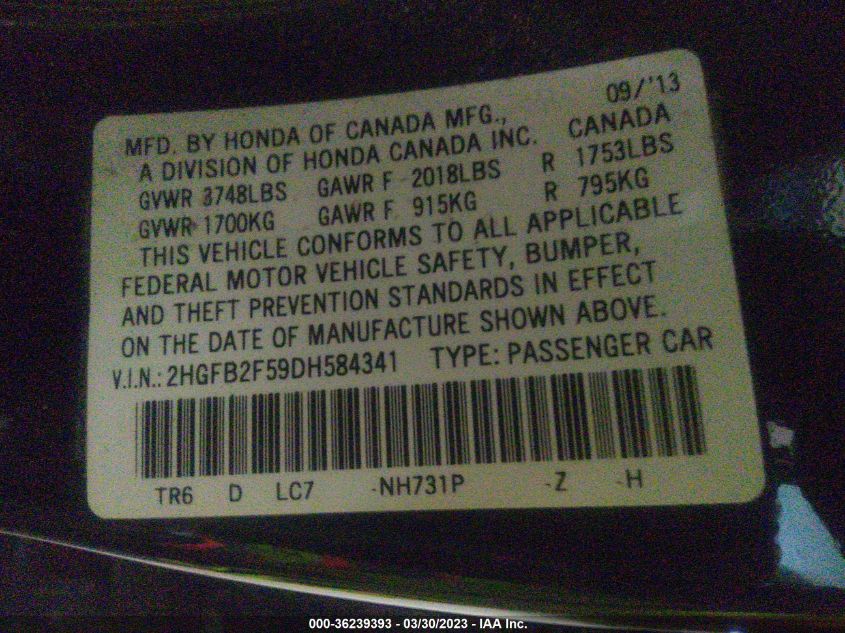 09/'13
MFD. BY HONDA OF CANADA MFG.,
A DIVISION OF HONDA CANADA INC. CANADA
GVWR 3748LBS GAWR F 2018LBS R 1753LBS
GVWR 1700KG GAWR F 915KG R 795KG
THIS VEHICLE CONFORMS TO ALL APPLICABLE
FEDERAL MOTOR VEHICLE SAFETY, BUMPER,
AND THEFT PREVENTION STANDARDS IN EFFECT
ON THE DATE OF MANUFACTURE SHOWN ABOVE.
V.I.N.: 2HGFB2F59DH584341 TYPE: PASSENGER CAR
TR6 D LC7 -NH731P -Z -H
000-36239393 - 03/30/2023 - IAA Inc.